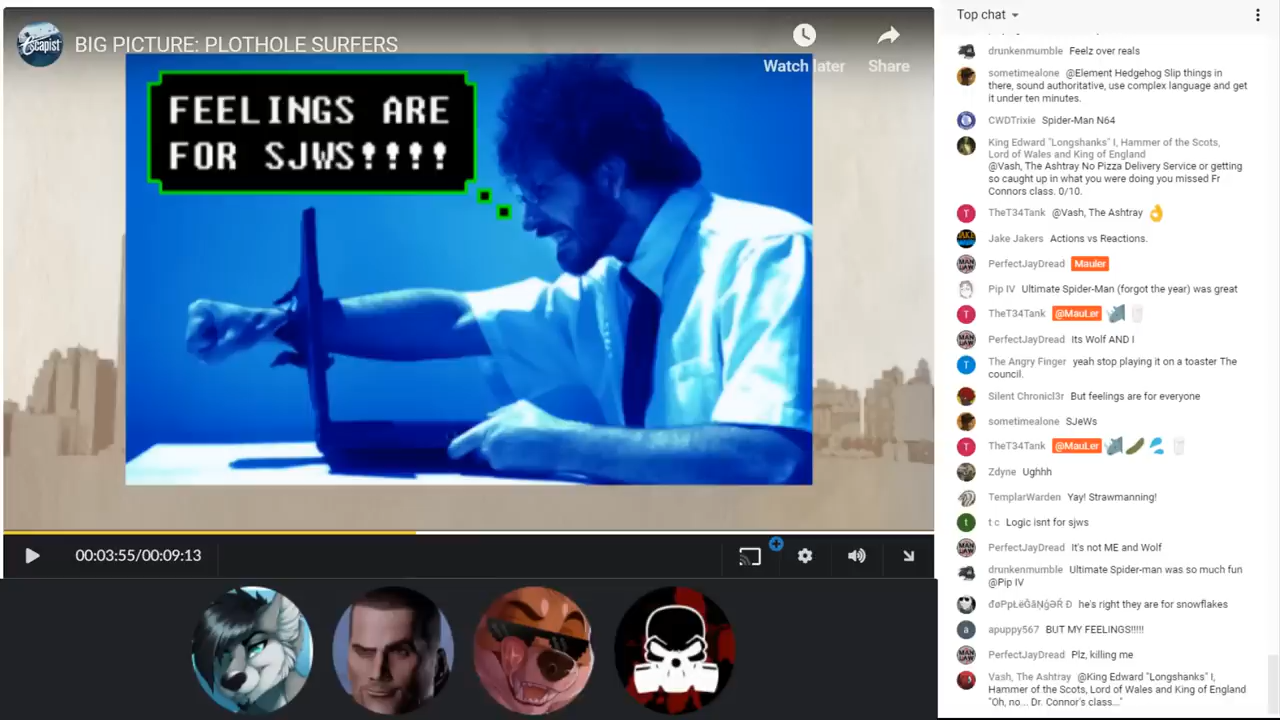 Escapist
BIG PICTURE: PLOTHOLE SURFERS
Watch later
Share
FEELINGS ARE
FOR SJWS!!!!
00:03:55/00:09:13
Top chat
drunkenmumble Feelz over reals
sometimealone @Element Hedgehog Slip things in
there, sound authoritative, use complex language and get
it under ten minutes.
CWDTrixie Spider-Man N64
King Edward "Longshanks" I, Hammer of the Scots,
Lord of Wales and King of England
@Vash, The Ashtray No Pizza Delivery Service or getting
so caught up in what you were doing you missed Fr
Connors class. 0/10.
TheT34Tank @Vash, The Ashtray 👌
Jake Jakers Actions vs Reactions.
PerfectJayDread Mauler
Pip IV Ultimate Spider-Man (forgot the year) was great
TheT34Tank @MauLer
PerfectJayDread Its Wolf AND I
The Angry Finger yeah stop playing it on a toaster The
council.
Silent Chronicl3r But feelings are for everyone
sometimealone SJeWs
TheT34Tank @MauLer
Zdyne Ughhh
TemplarWarden Yay! Strawmanning!
t c Logic isnt for sjws
PerfectJayDread It's not ME and Wolf
drunkenmumble Ultimate Spider-man was so much fun
@Pip IV
he's right they are for snowflakes
apuppy567 BUT MY FEELINGS!!!!!
PerfectJayDread Plz, killing me
Vash, The Ashtray @King Edward "Longshanks" I,
Hammer of the Scots, Lord of Wales and King of England
"Oh, no... Dr. Connor's class..."